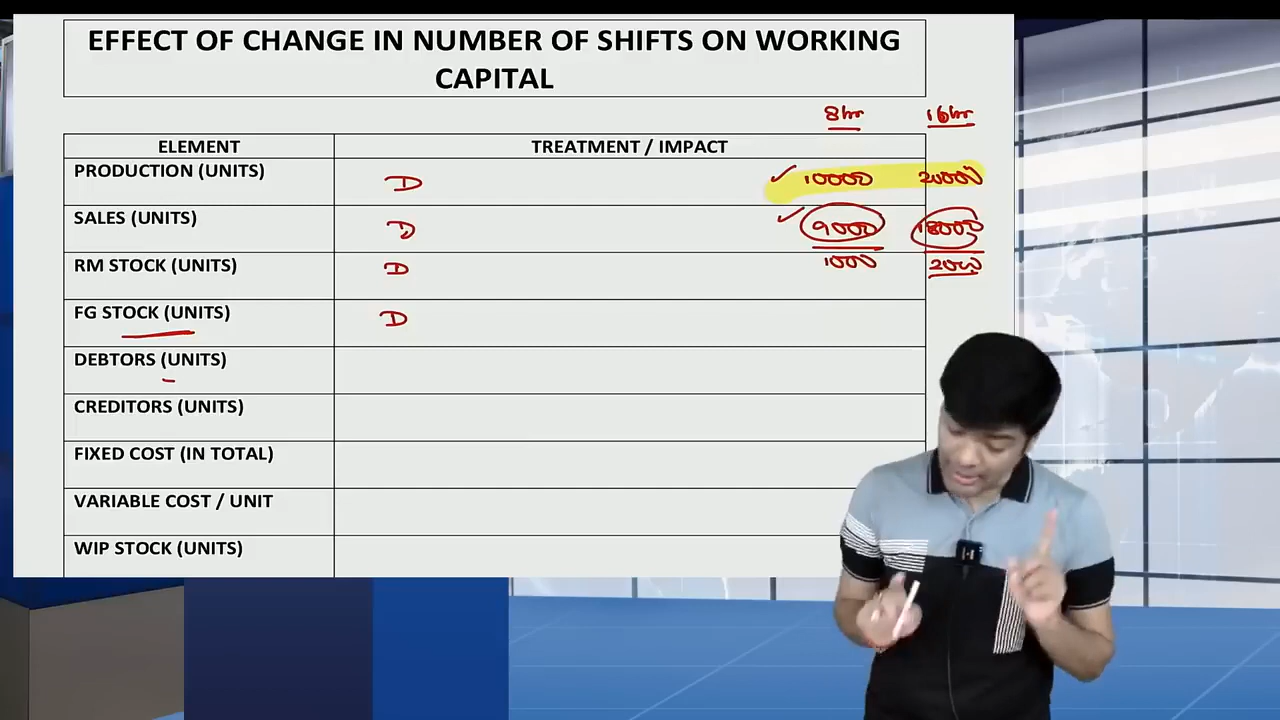 EFFECT OF CHANGE IN NUMBER OF SHIFTS ON WORKING
CAPITAL
8hr 16hr
ELEMENT TREATMENT / IMPACT
PRODUCTION (UNITS) D 10000 20000
SALES (UNITS) D 9000 18000
RM STOCK (UNITS) D 1000 2000
FG STOCK (UNITS) D
DEBTORS (UNITS)
CREDITORS (UNITS)
FIXED COST (IN TOTAL)
VARIABLE COST / UNIT
WIP STOCK (UNITS)